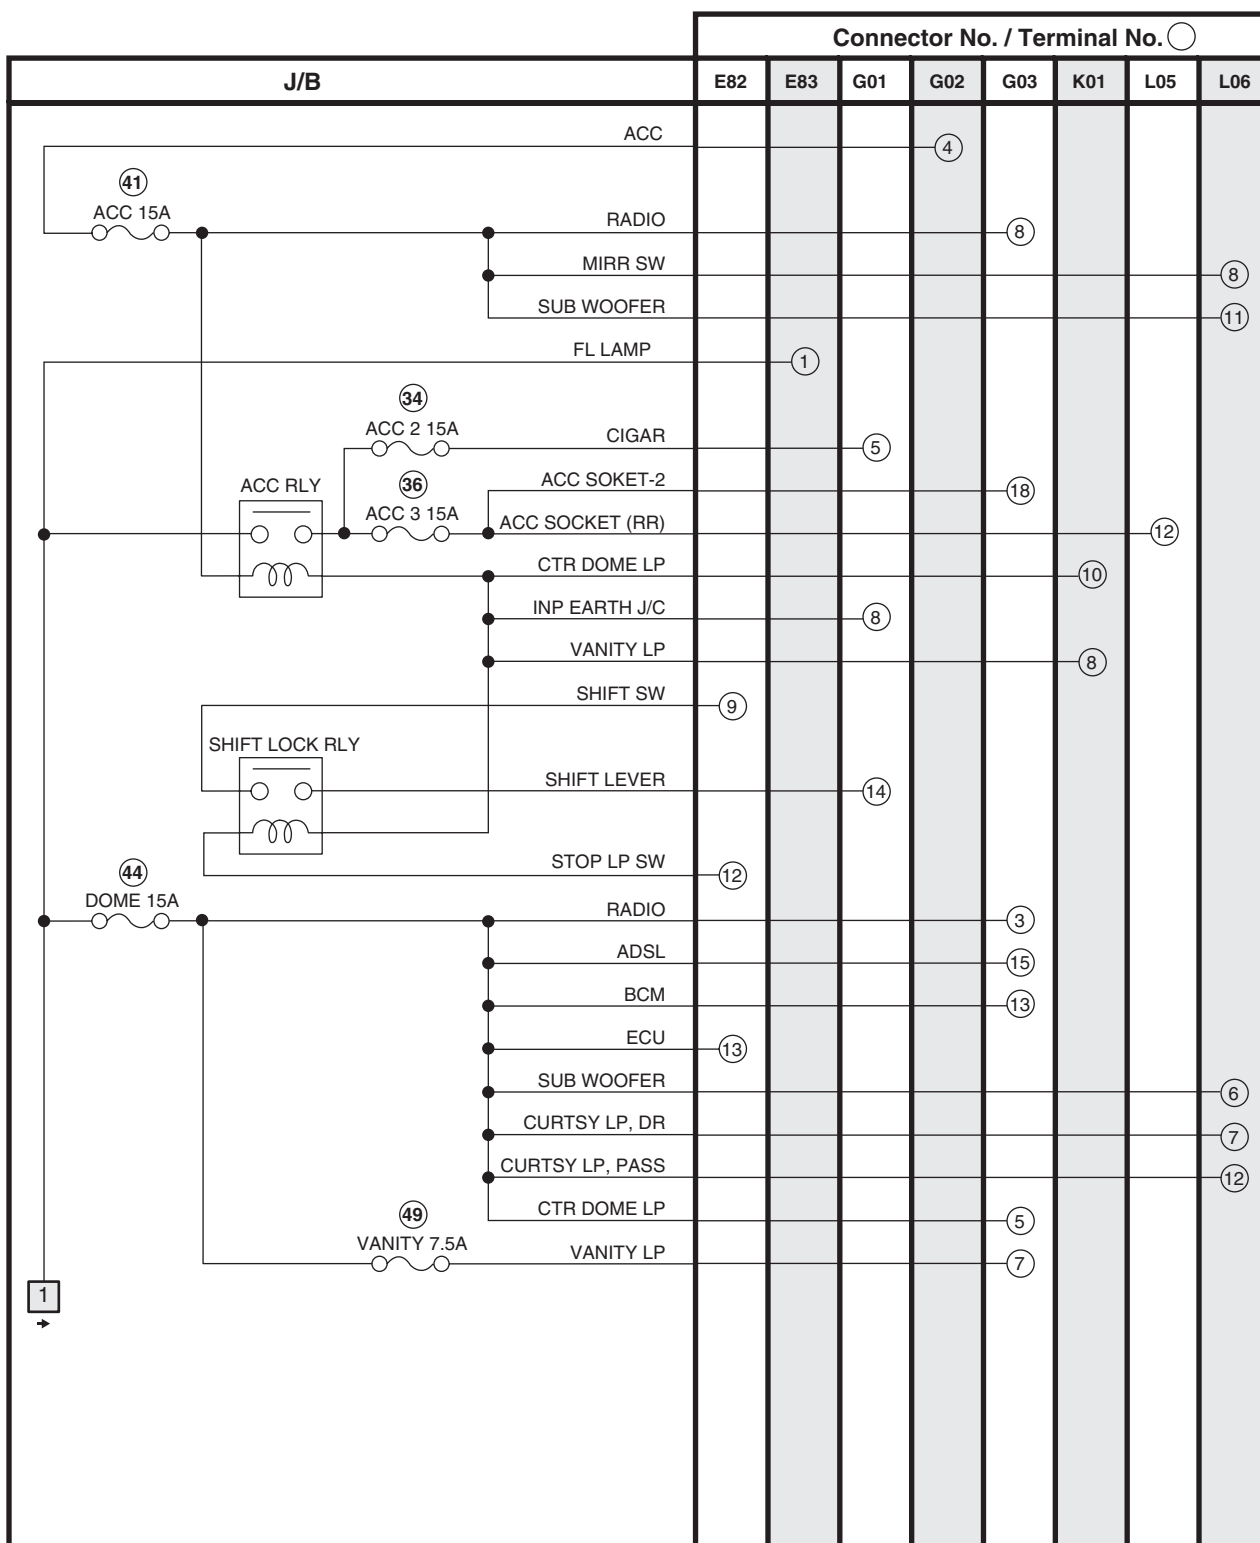 Connector No. / Terminal No.
J/B E82 E83 G01 G02 G03 K01 L05 L06
ACC 4
41
ACC 15A
RADIO 8
MIRR SW 8
SUB WOOFER 11
FL LAMP 1
34
ACC 2 15A
CIGAR 5
ACC RLY
36
ACC 3 15A
ACC SOKET-2 18
ACC SOCKET (RR) 12
CTR DOME LP 10
INP EARTH J/C 8
VANITY LP 8
SHIFT SW 9
SHIFT LOCK RLY
SHIFT LEVER 14
STOP LP SW 12
44
DOME 15A
RADIO 3
ADSL 15
BCM 13
ECU 13
SUB WOOFER 6
CURTSY LP, DR 7
CURTSY LP, PASS 12
CTR DOME LP 5
49
VANITY 7.5A
VANITY LP 7
1